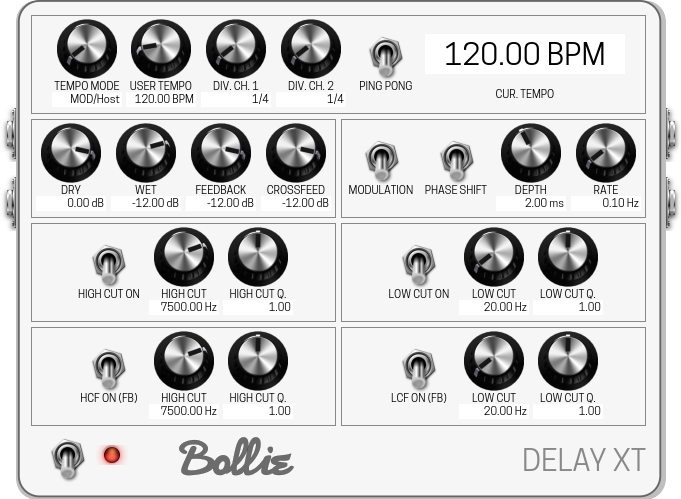 120.00 BPM
TEMPO MODE USER TEMPO DIV. CH. 1 DIV. CH. 2 PING PONG
MOD/Host 120.00 BPM 1/4 1/4
CUR. TEMPO
DRY WET FEEDBACK CROSSFEED
0.00 dB -12.00 dB -12.00 dB -12.00 dB
MODULATION PHASE SHIFT DEPTH RATE
2.00 ms 0.10 Hz
HIGH CUT ON HIGH CUT HIGH CUT Q.
7500.00 Hz 1.00
LOW CUT ON LOW CUT LOW CUT Q.
20.00 Hz 1.00
HCF ON (FB) HIGH CUT HIGH CUT Q.
7500.00 Hz 1.00
LCF ON (FB) LOW CUT LOW CUT Q.
20.00 Hz 1.00
Bollie DELAY XT